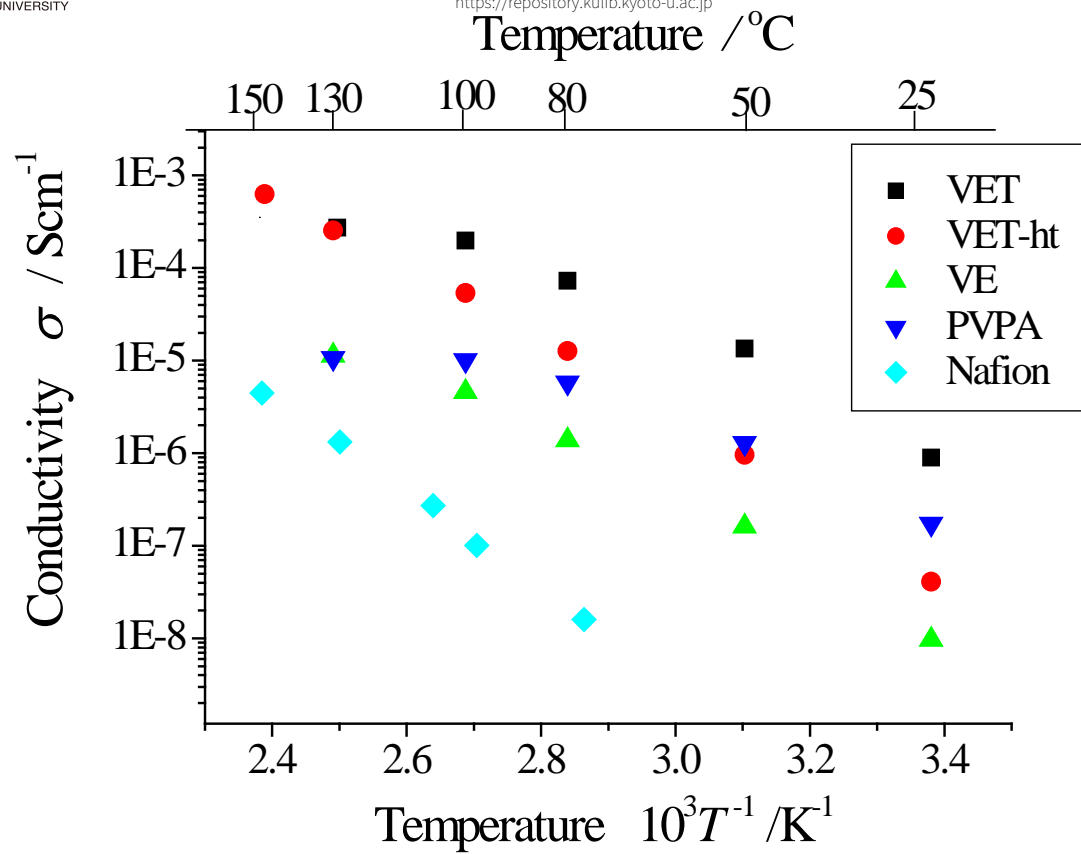 UNIVERSITY
https://repository.kulib.kyoto-u.ac.jp
Temperature / °C
150 130 100 80 50 25
Conductivity σ / Scm⁻¹
1E-3
1E-4
1E-5
1E-6
1E-7
1E-8
VET
VET-ht
VE
PVPA
Nafion
2.4 2.6 2.8 3.0 3.2 3.4
Temperature 10³T⁻¹ /K⁻¹